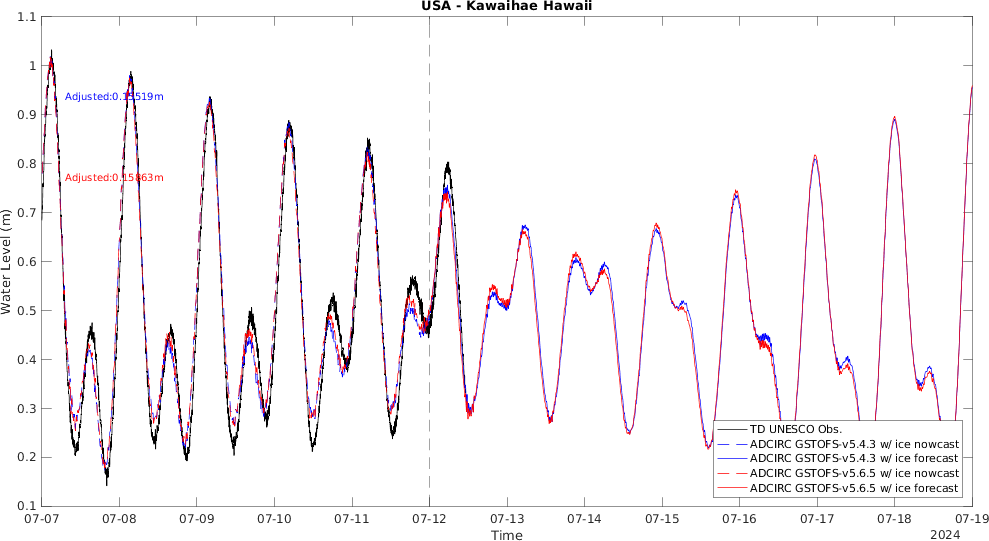 USA - Kawaihae Hawaii
1.1
1
0.9
0.8
0.7
0.6
0.5
0.4
0.3
0.2
0.1
Water Level (m)
Adjusted:0.15519m
Adjusted:0.15863m
TD UNESCO Obs.
ADCIRC GSTOFS-v5.4.3 w/ ice nowcast
ADCIRC GSTOFS-v5.4.3 w/ ice forecast
ADCIRC GSTOFS-v5.6.5 w/ ice nowcast
ADCIRC GSTOFS-v5.6.5 w/ ice forecast
07-07 07-08 07-09 07-10 07-11 07-12 07-13 07-14 07-15 07-16 07-17 07-18 07-19
Time
2024